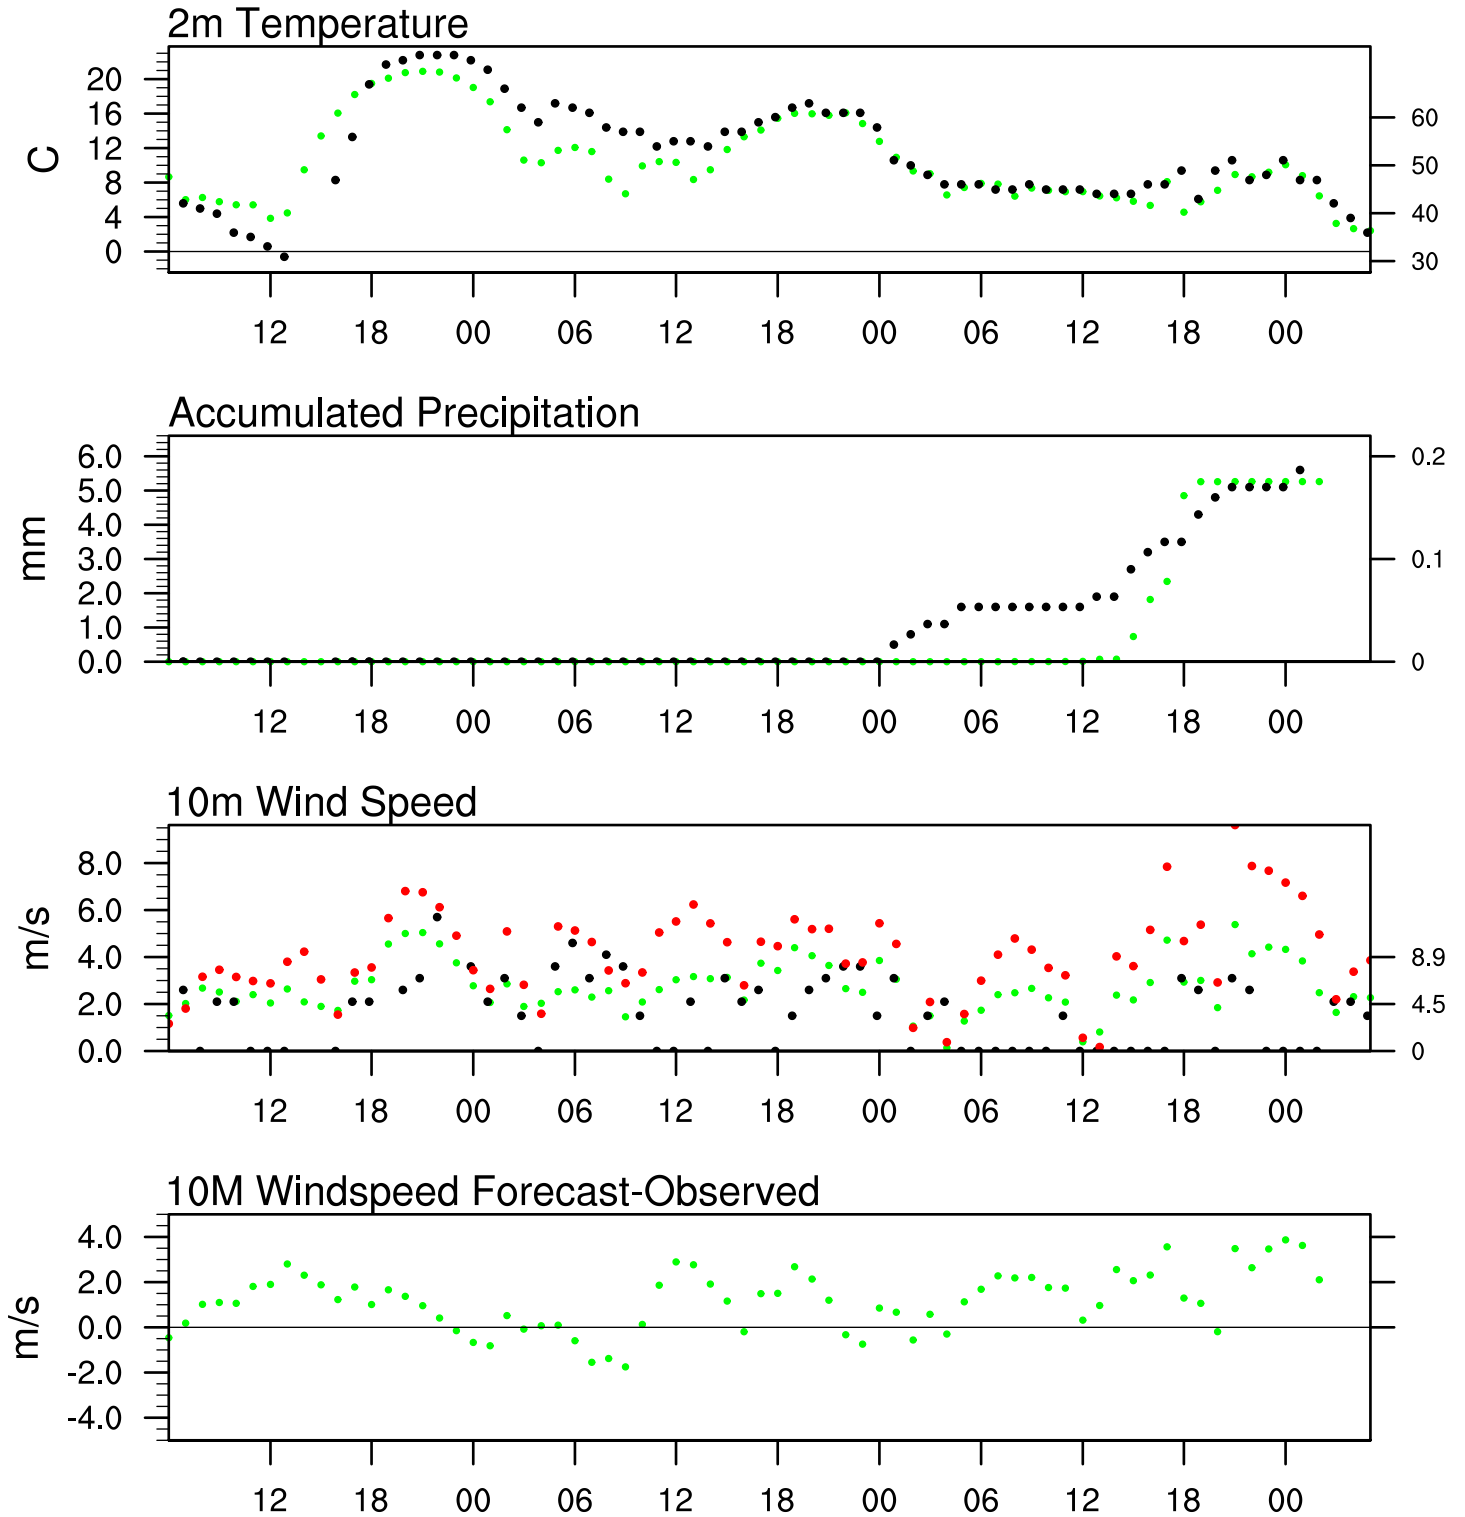 2m Temperature
20
16
12
8
4
0
C
60
50
40
30
12 18 00 06 12 18 00 06 12 18 00
Accumulated Precipitation
6.0
5.0
4.0
3.0
2.0
1.0
0.0
mm
0.2
0.1
0
12 18 00 06 12 18 00 06 12 18 00
10m Wind Speed
8.0
6.0
4.0
2.0
0.0
m/s
8.9
4.5
0
12 18 00 06 12 18 00 06 12 18 00
10M Windspeed Forecast-Observed
4.0
2.0
0.0
-2.0
-4.0
m/s
12 18 00 06 12 18 00 06 12 18 00